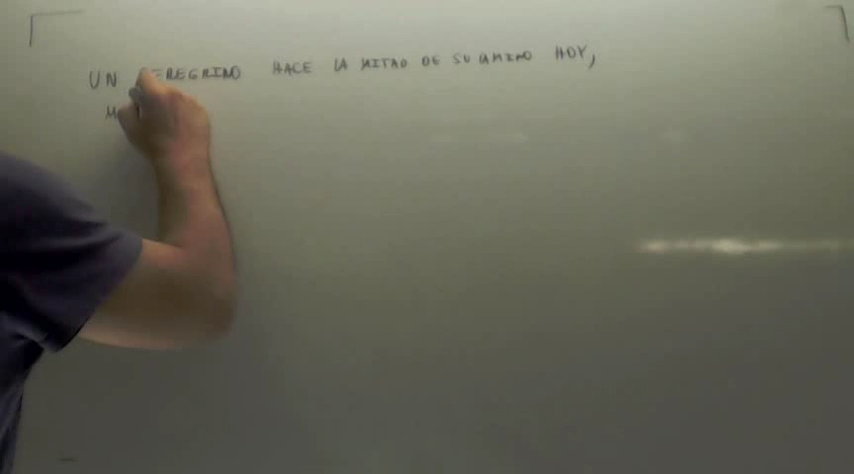 UN PEREGRINO HACE LA MITAD DE SU CAMINO HOY,